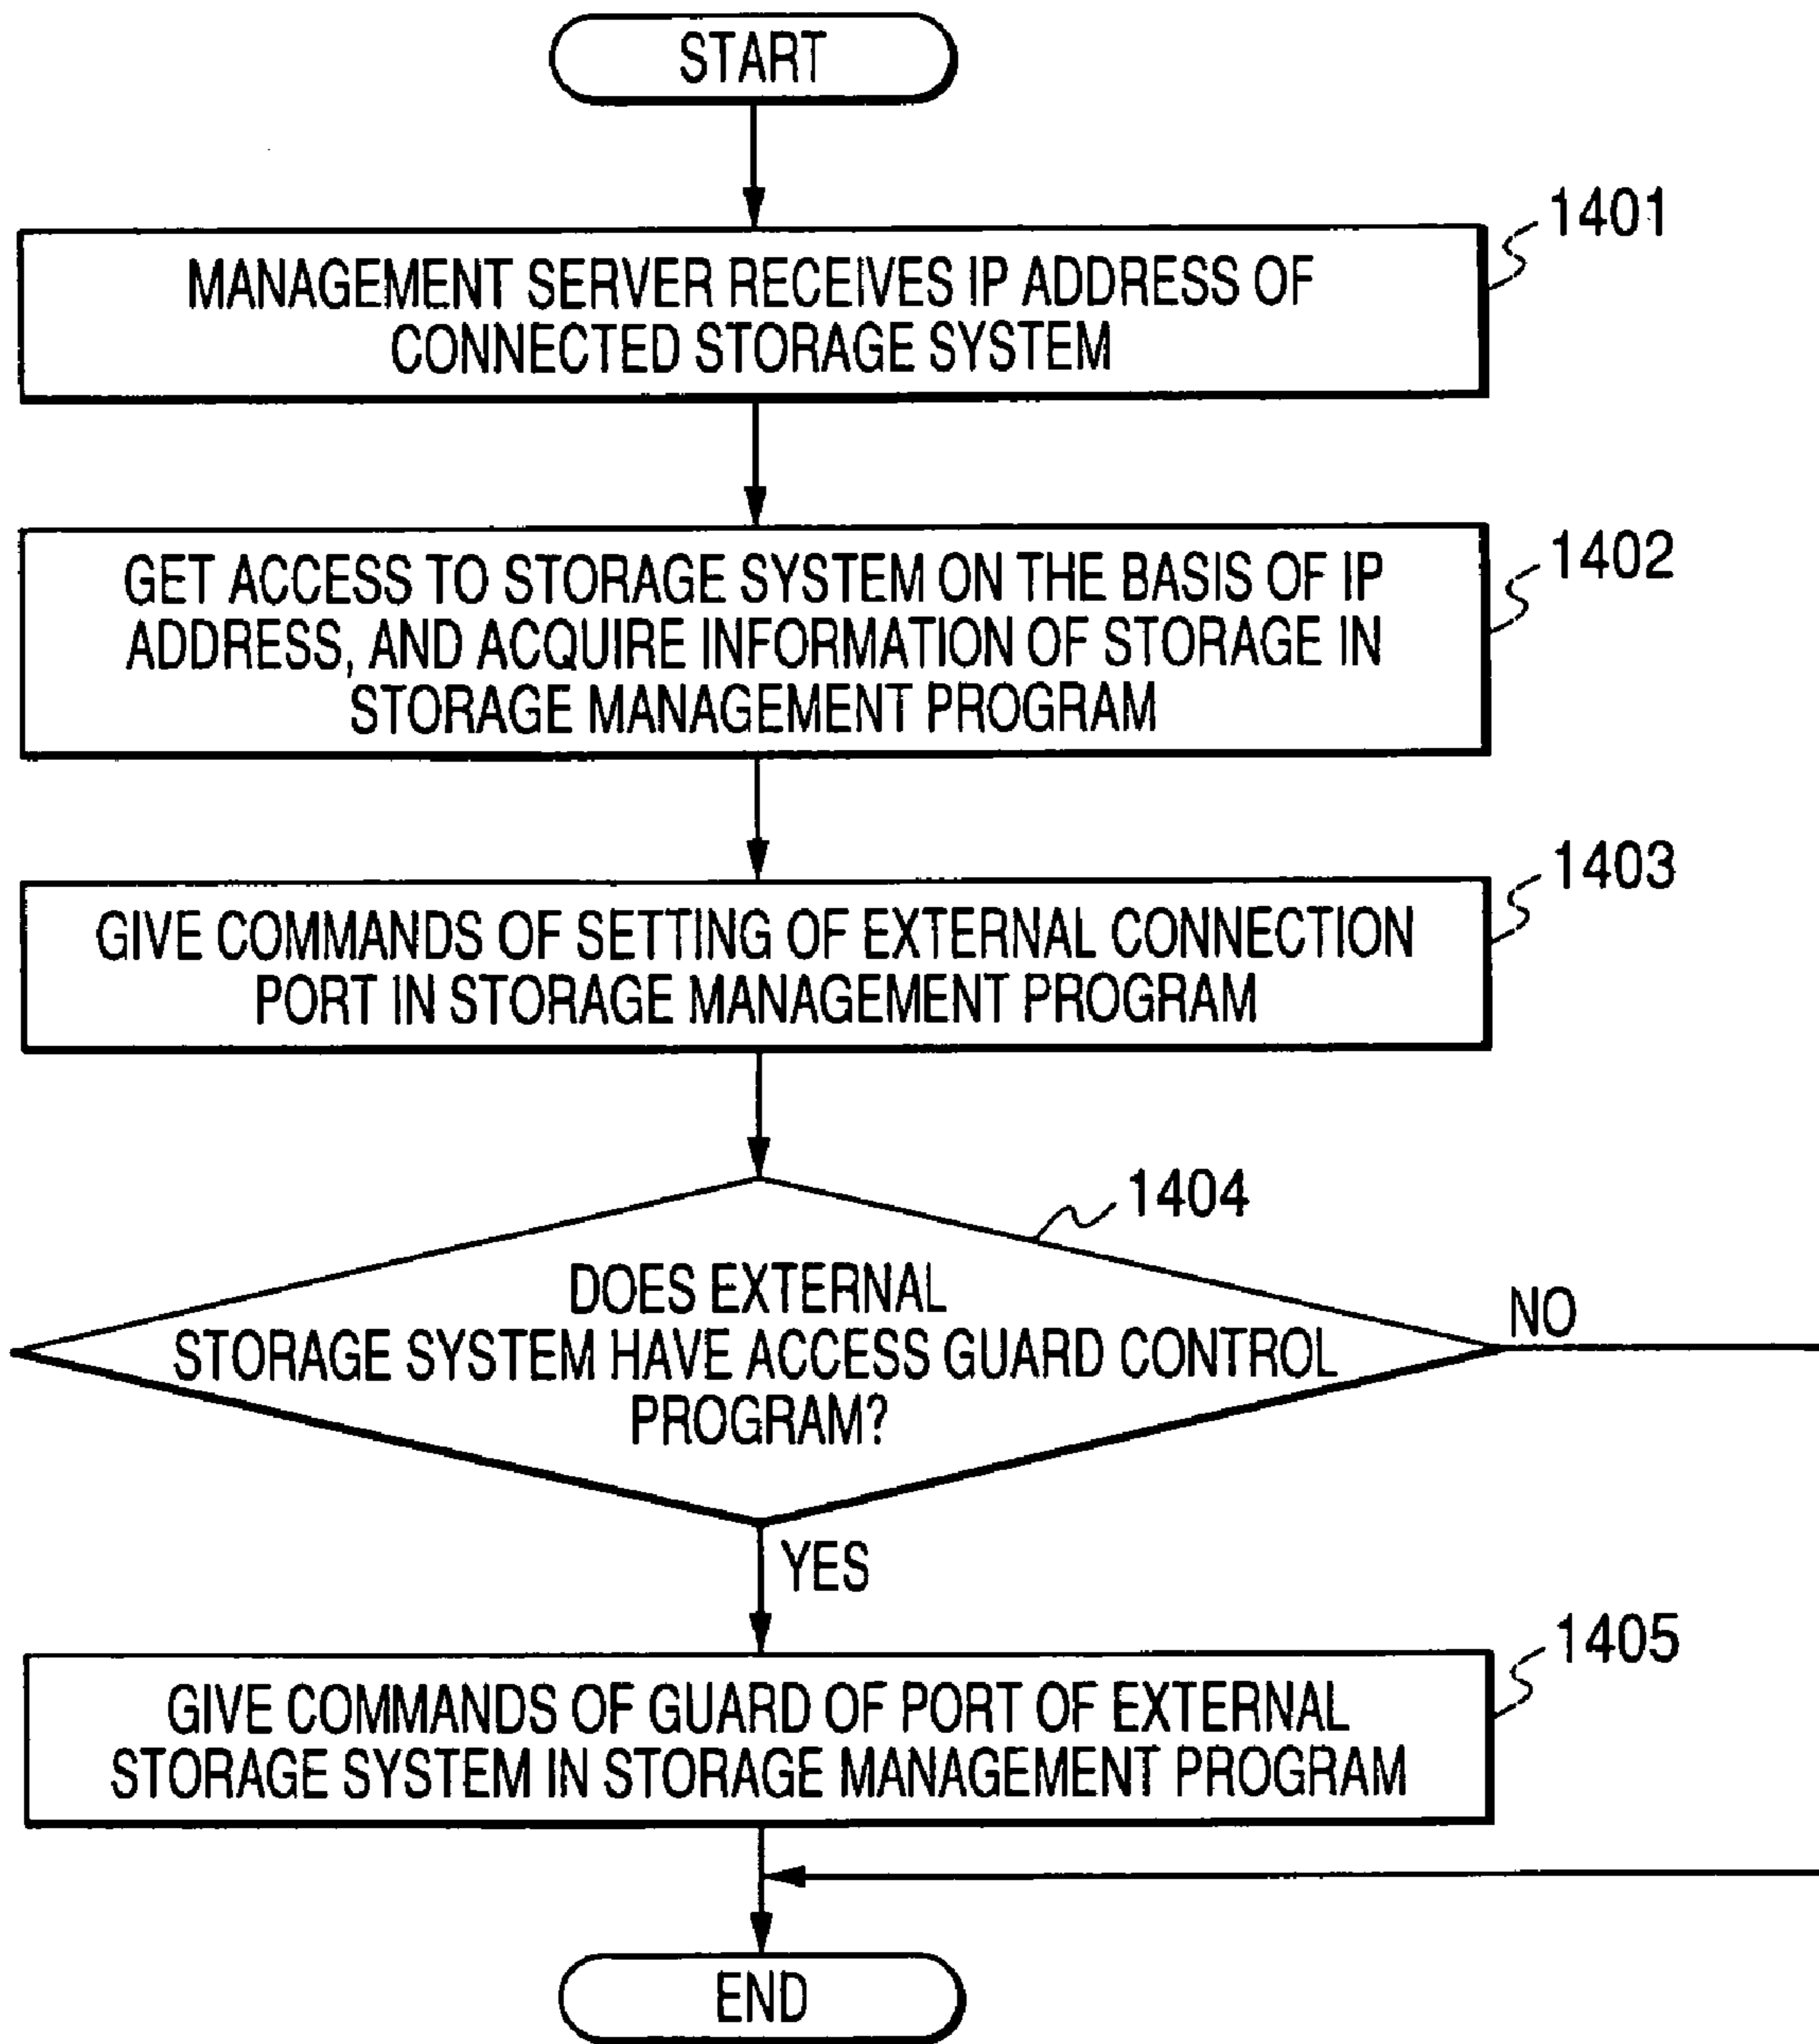 START
1401
MANAGEMENT SERVER RECEIVES IP ADDRESS OF
CONNECTED STORAGE SYSTEM
1402
GET ACCESS TO STORAGE SYSTEM ON THE BASIS OF IP
ADDRESS, AND ACQUIRE INFORMATION OF STORAGE IN
STORAGE MANAGEMENT PROGRAM
1403
GIVE COMMANDS OF SETTING OF EXTERNAL CONNECTION
PORT IN STORAGE MANAGEMENT PROGRAM
1404
DOES EXTERNAL
STORAGE SYSTEM HAVE ACCESS GUARD CONTROL
PROGRAM?
NO
YES
1405
GIVE COMMANDS OF GUARD OF PORT OF EXTERNAL
STORAGE SYSTEM IN STORAGE MANAGEMENT PROGRAM
END